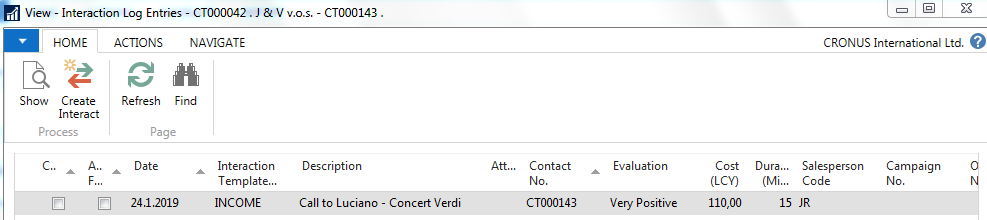 View - Interaction Log Entries - CT000042 . J & V v.o.s. - CT000143 .
HOME ACTIONS NAVIGATE CRONUS International Ltd.
Show Create Interact Refresh Find
Process Page
C.. A.. F... Date Interaction Template... Description Att... Contact No. Evaluation Cost (LCY) Dura... (Mi... Salesperson Code Campaign No. O N
24.1.2019 INCOME Call to Luciano - Concert Verdi CT000143 Very Positive 110,00 15 JR